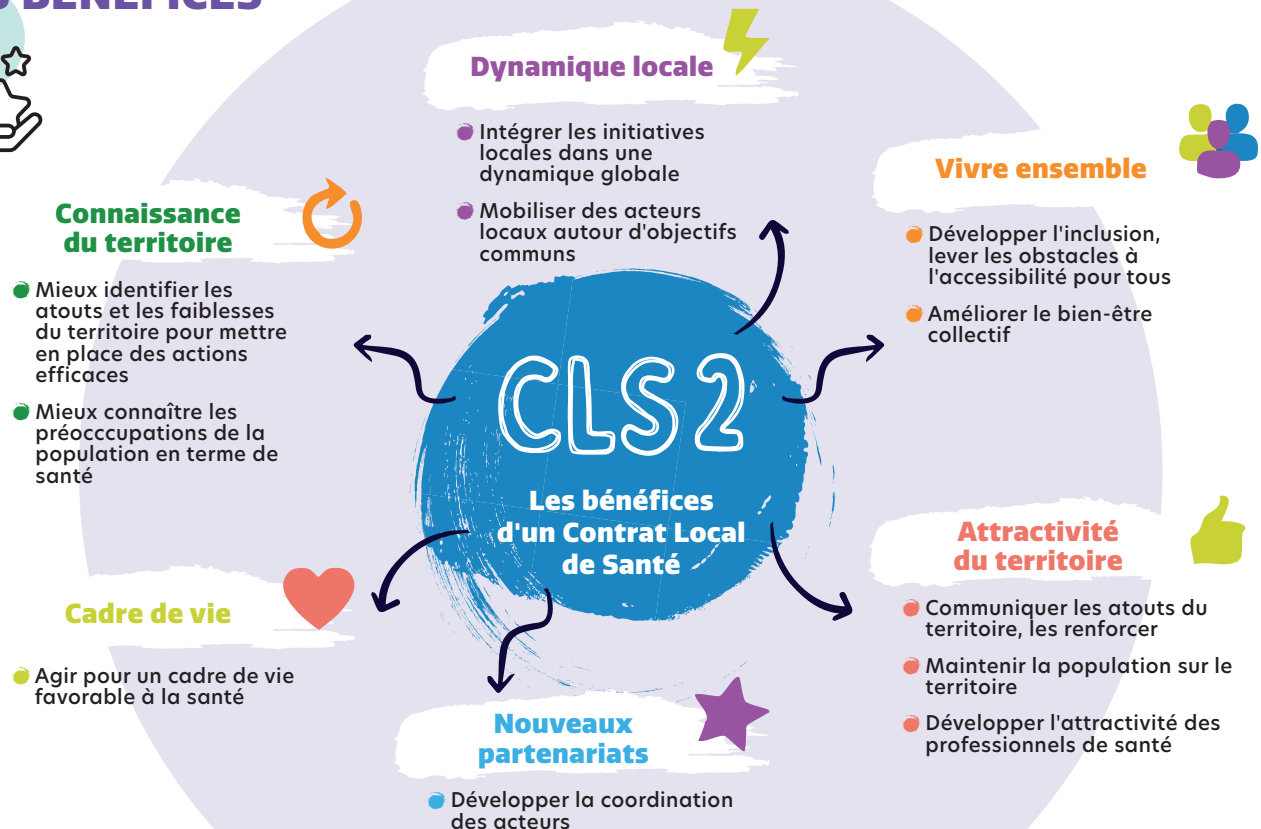 BÉNÉFICES
Dynamique locale
Intégrer les initiatives
locales dans une
dynamique globale
Mobiliser des acteurs
locaux autour d'objectifs
communs
Vivre ensemble
Développer l'inclusion,
lever les obstacles à
l'accessibilité pour tous
Améliorer le bien-être
collectif
Connaissance
du territoire
Mieux identifier les
atouts et les faiblesses
du territoire pour mettre
en place des actions
efficaces
Mieux connaître les
préocccupations de la
population en terme de
santé
CLS 2
Les bénéfices
d'un Contrat Local
de Santé
Attractivité
du territoire
Communiquer les atouts du
territoire, les renforcer
Maintenir la population sur le
territoire
Développer l'attractivité des
professionnels de santé
Cadre de vie
Agir pour un cadre de vie
favorable à la santé
Nouveaux
partenariats
Développer la coordination
des acteurs